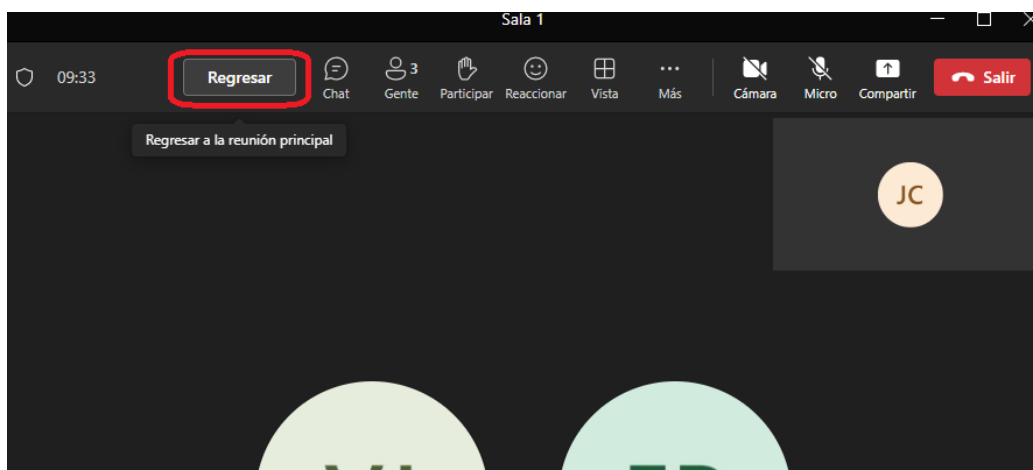 Sala 1
09:33
Regresar
3
Chat
Gente
Participar
Reaccionar
Vista
Más
Cámara
Micro
Compartir
Salir
Regresar a la reunión principal
JC